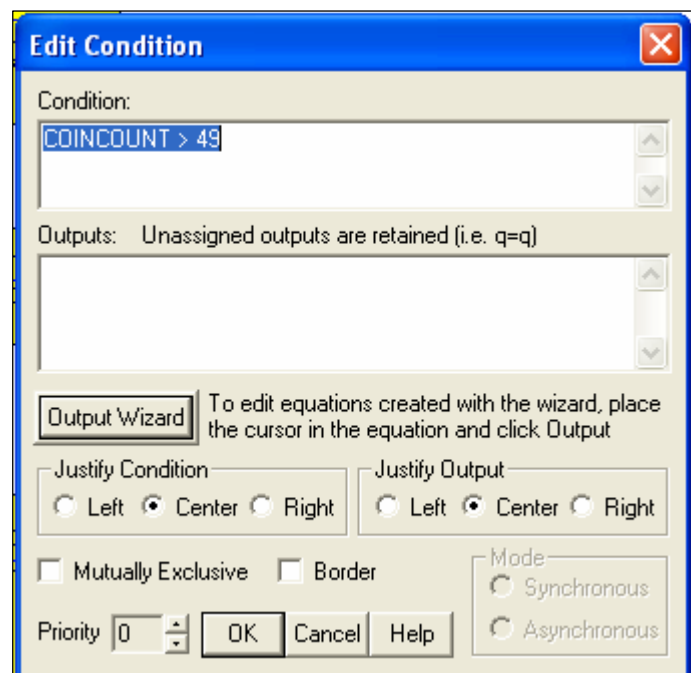 Edit Condition
Condition:
COINCOUNT > 49
Outputs: Unassigned outputs are retained (i.e. q=q)
Output Wizard
To edit equations created with the wizard, place
the cursor in the equation and click Output
Justify Condition
Left Center Right
Justify Output
Left Center Right
Mutually Exclusive Border
Mode
Synchronous
Asynchronous
Priority 0 OK Cancel Help